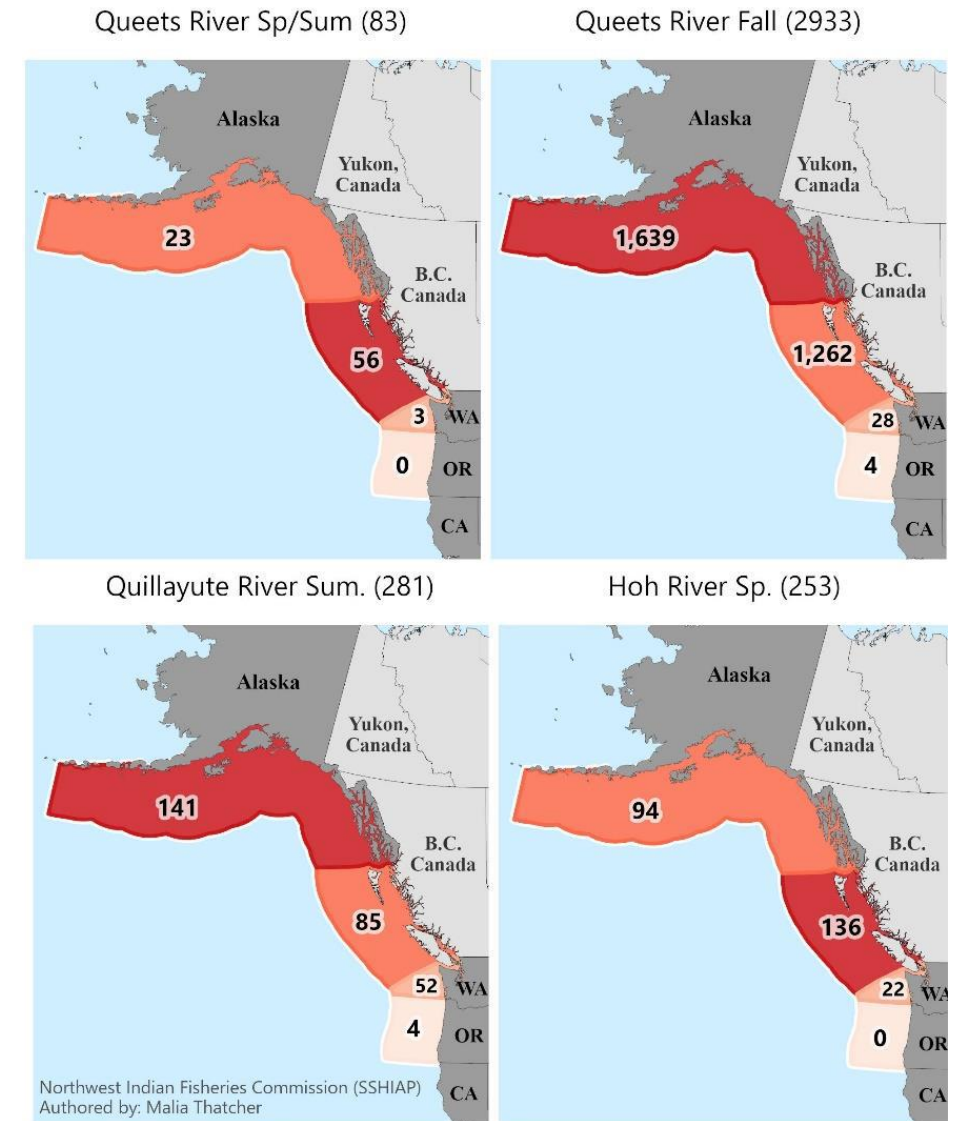 Queets River Sp/Sum (83)
Queets River Fall (2933)
Alaska
Yukon,
Canada
B.C.
Canada
23
56
3
WA
0
OR
CA
Alaska
Yukon,
Canada
B.C.
Canada
1,639
1,262
28
WA
4
OR
CA
Quillayute River Sum. (281)
Hoh River Sp. (253)
Alaska
Yukon,
Canada
B.C.
Canada
141
85
52
WA
4
OR
CA
Northwest Indian Fisheries Commission (SSHIAP)
Authored by: Malia Thatcher
Alaska
Yukon,
Canada
B.C.
Canada
94
136
22
WA
0
OR
CA